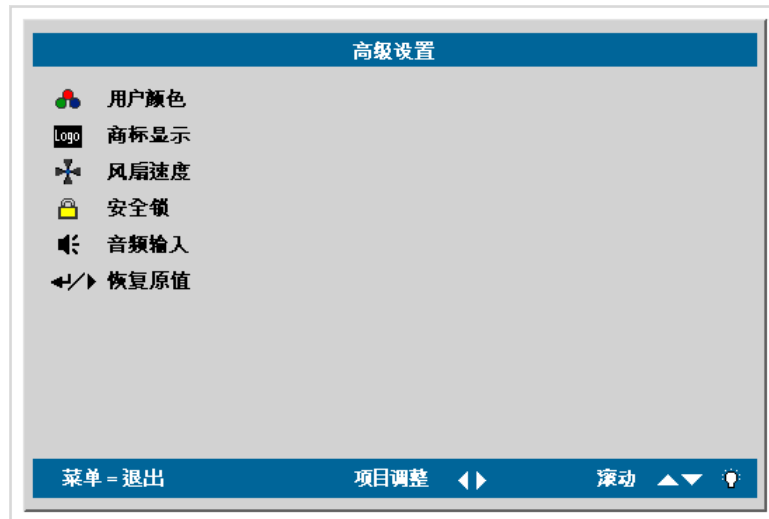 高级设置
用户颜色
Logo 商标显示
风扇速度
安全锁
音频输入
恢复原值
菜单 = 退出 项目调整 滚动